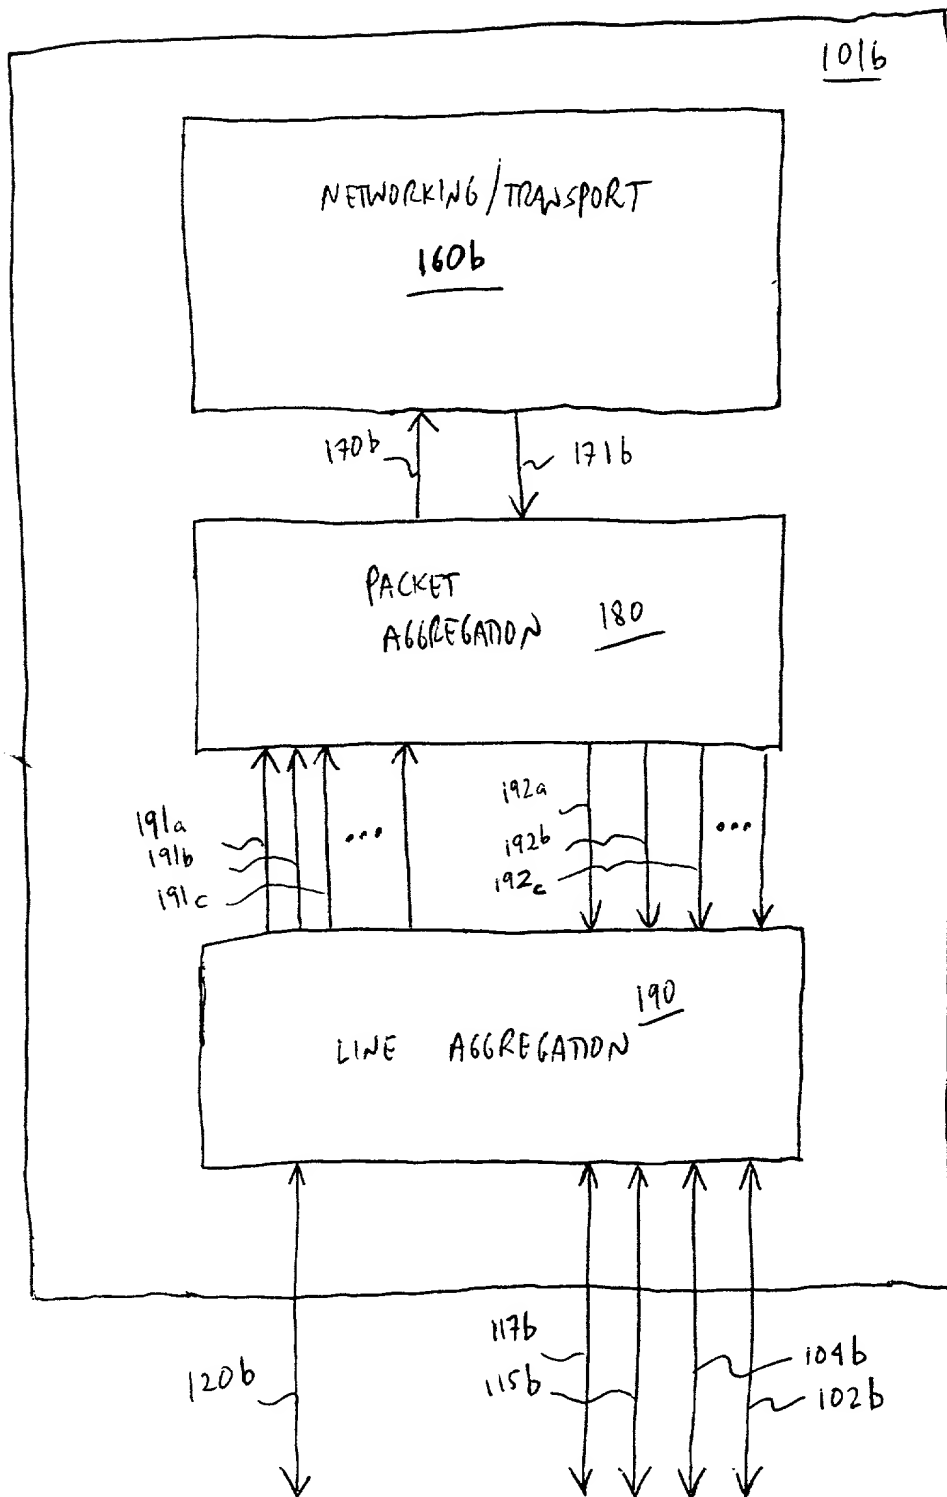 101b
NETWORKING/TRANSPORT
160b
170b
171b
PACKET
AGGREGATION 180
191a
191b
191c
...
192a
192b
192c
...
190
LINE AGGREGATION
120b
117b
115b
104b
102b